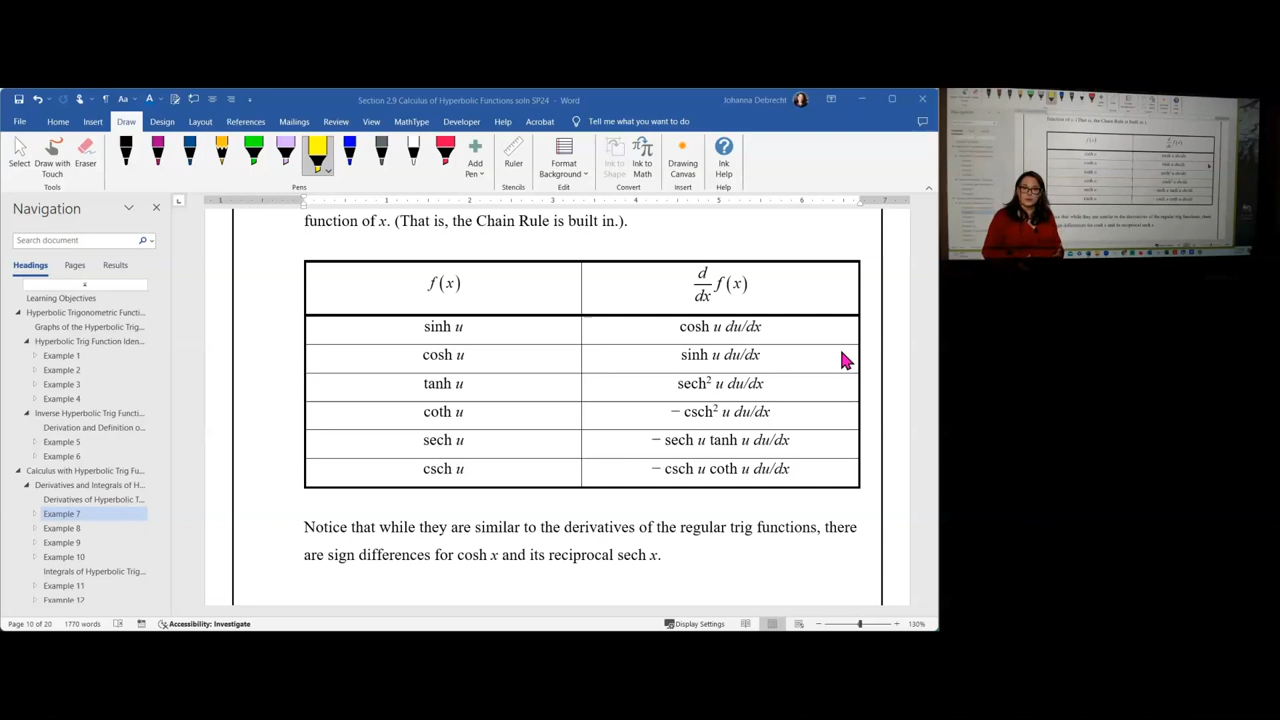 Section 2.9 Calculus of Hyperbolic Functions soln SP24 - Word
Johanna Debrecht
File Home Insert Draw Design Layout References Mailings Review View MathType Developer Help Acrobat Tell me what you want to do
Select
Draw with Touch
Eraser
Add Pen
Ruler
Format Background
Ink to Shape
Ink to Math
Drawing Canvas
Ink Help
Tools
Pens
Stencils
Edit
Convert
Insert
Help
Navigation
Search document
Headings Pages Results
Learning Objectives
Hyperbolic Trigonometric Functi...
Graphs of the Hyperbolic Trig...
Hyperbolic Trig Function Iden...
Example 1
Example 2
Example 3
Example 4
Inverse Hyperbolic Trig Functi...
Derivation and Definition o...
Example 5
Example 6
Calculus with Hyperbolic Trig Fu...
Derivatives and Integrals of H...
Derivatives of Hyperbolic T...
Example 7
Example 8
Example 9
Example 10
Integrals of Hyperbolic Trig...
Example 11
Example 12
1 1 2 3 4 5 6 7
function of x. (That is, the Chain Rule is built in.).
f(x) d/dx f(x)
sinh u cosh u du/dx
cosh u sinh u du/dx
tanh u sech² u du/dx
coth u − csch² u du/dx
sech u − sech u tanh u du/dx
csch u − csch u coth u du/dx
Notice that while they are similar to the derivatives of the regular trig functions, there
are sign differences for cosh x and its reciprocal sech x.
Page 10 of 20 1770 words Accessibility: Investigate Display Settings 130%